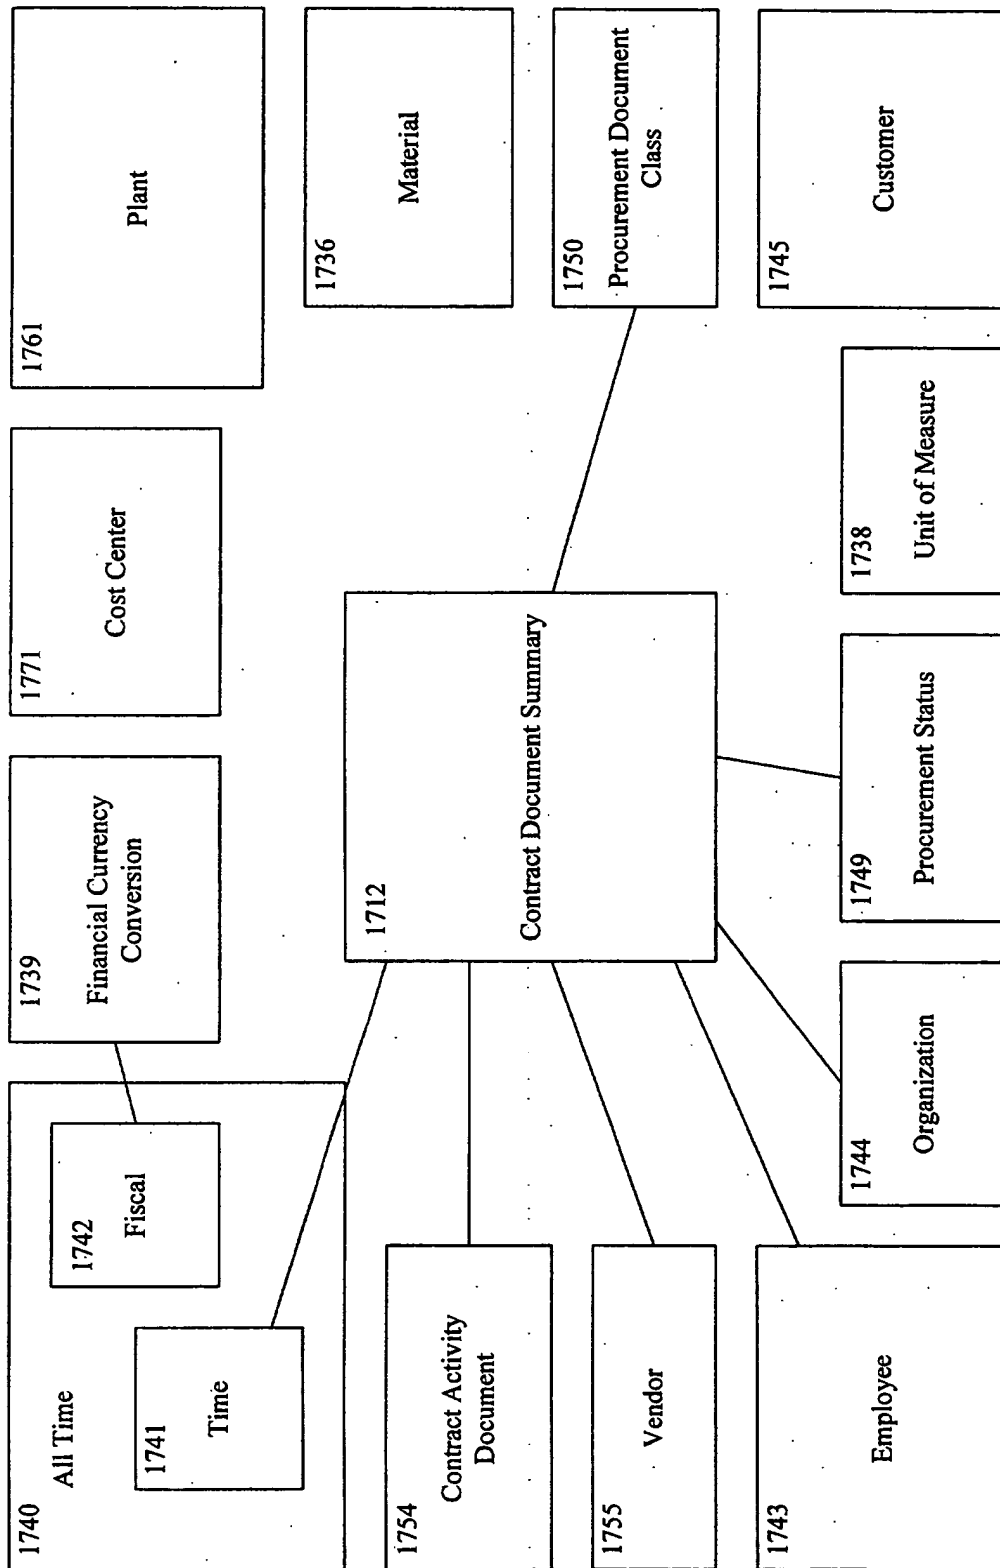 1740
All Time
1741
Time
1742
Fiscal
1739
Financial Currency
Conversion
1771
Cost Center
1761
Plant
1754
Contract Activity
Document
1712
Contract Document Summary
1736
Material
1755
Vendor
1750
Procurement Document
Class
1743
Employee
1744
Organization
1749
Procurement Status
1738
Unit of Measure
1745
Customer